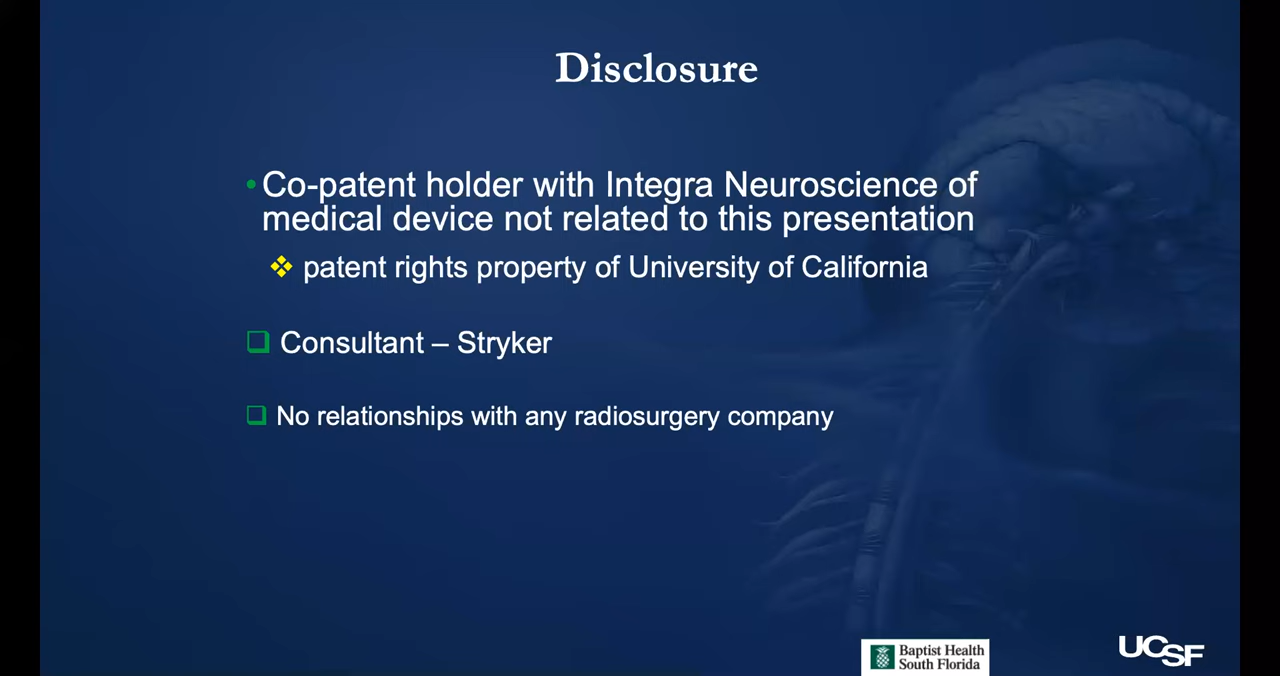 Disclosure
• Co-patent holder with Integra Neuroscience of
medical device not related to this presentation
❖ patent rights property of University of California
❑ Consultant – Stryker
❑ No relationships with any radiosurgery company
Baptist Health
South Florida
UCSF